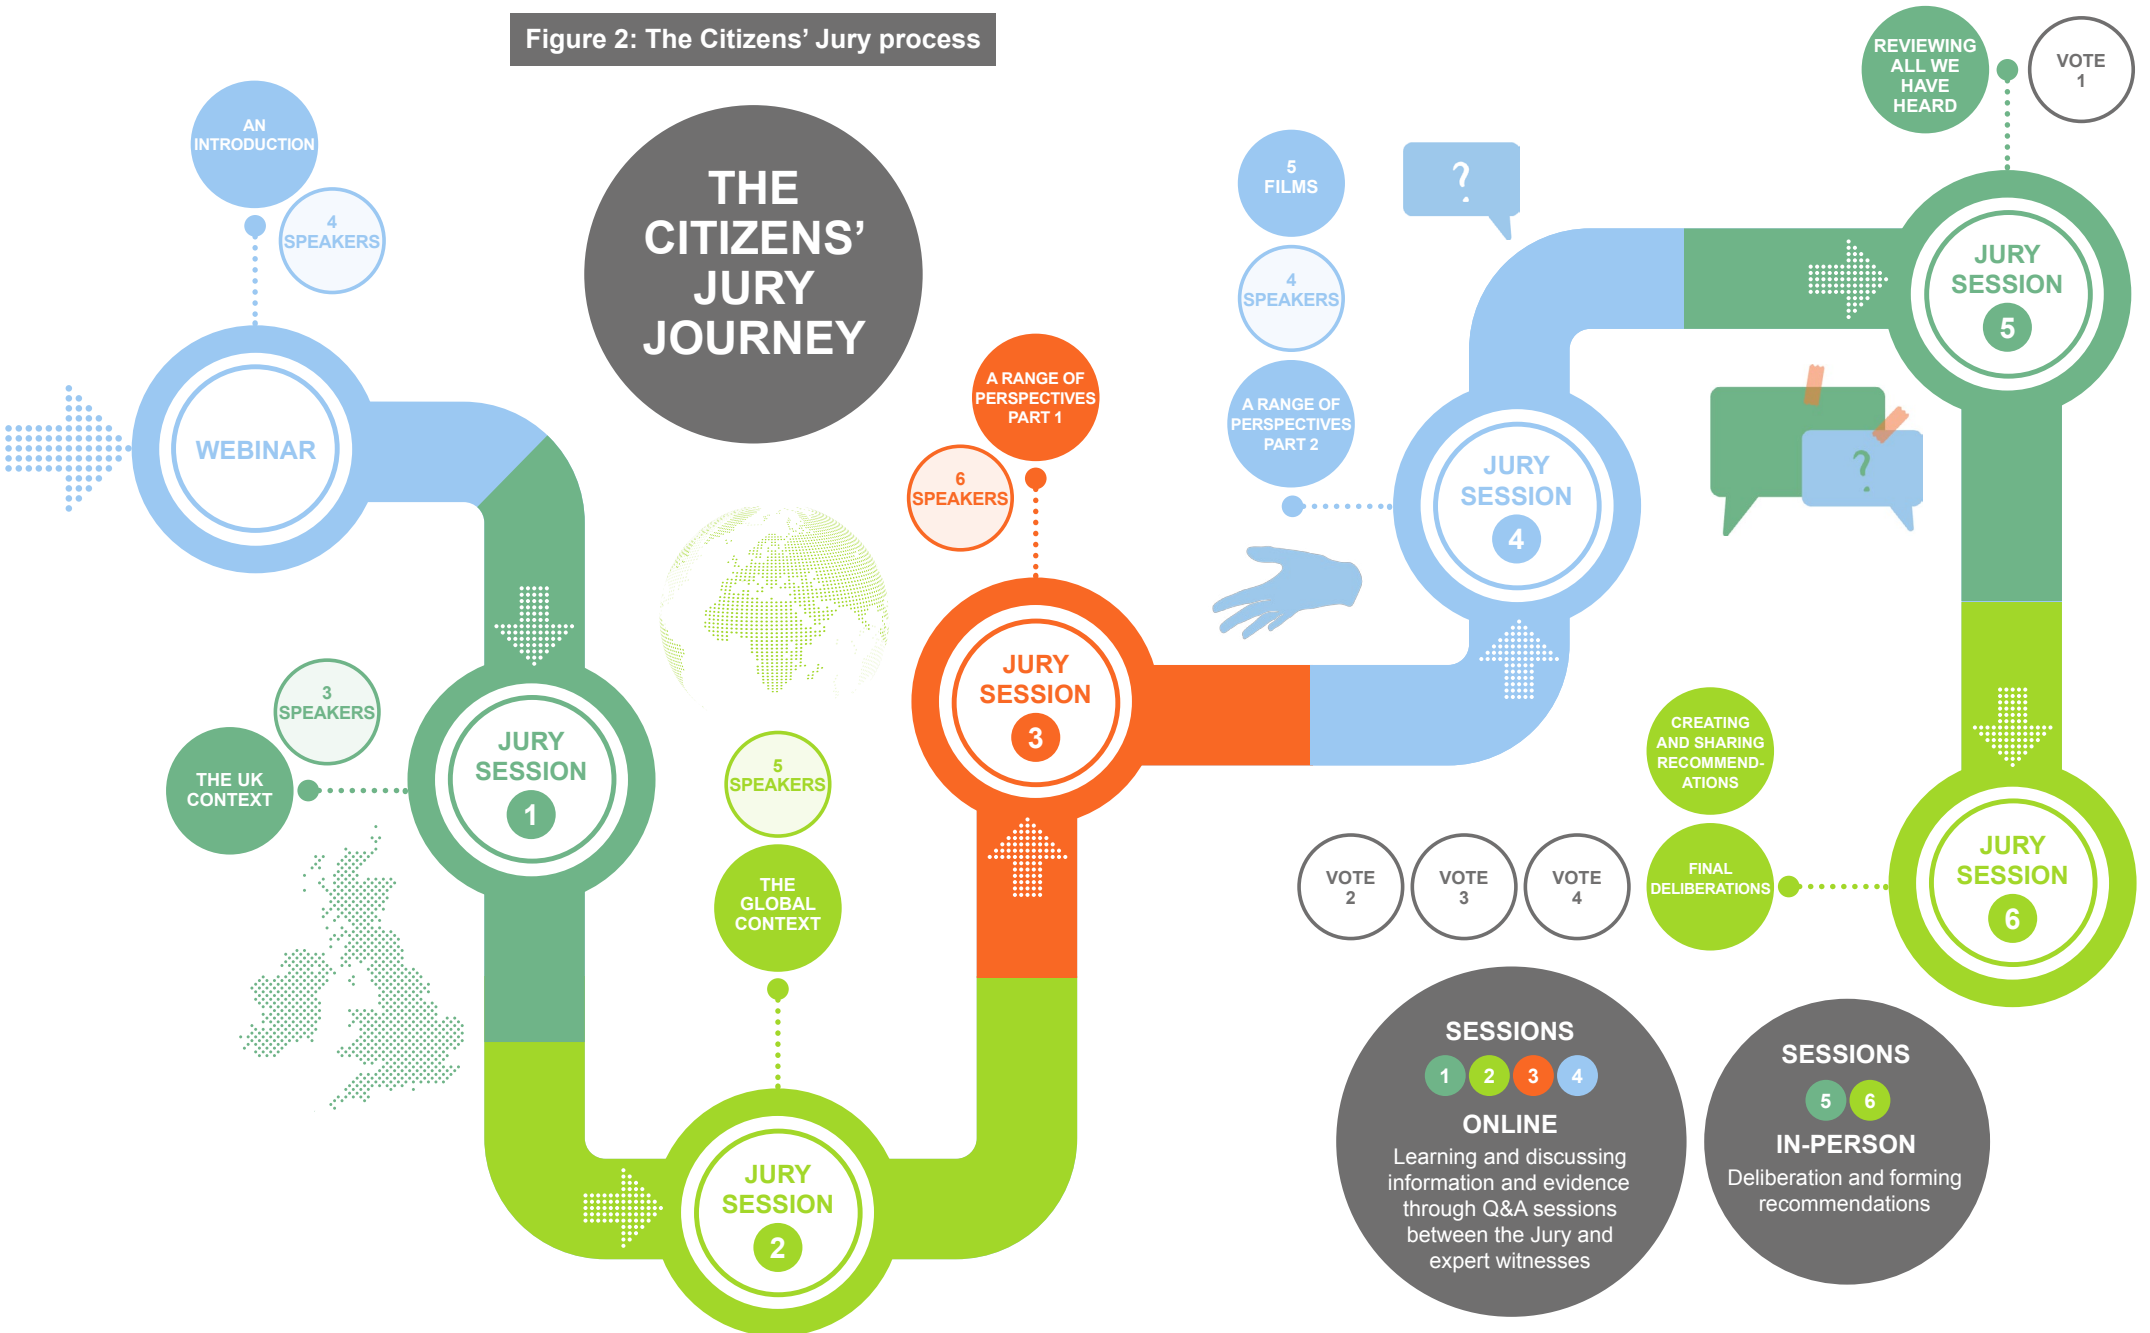 Figure 2: The Citizens' Jury process
THE
CITIZENS'
JURY
JOURNEY
AN
INTRODUCTION
4
SPEAKERS
WEBINAR
3
SPEAKERS
THE UK
CONTEXT
JURY
SESSION
1
5
SPEAKERS
THE
GLOBAL
CONTEXT
JURY
SESSION
2
A RANGE OF
PERSPECTIVES
PART 1
6
SPEAKERS
JURY
SESSION
3
5
FILMS
4
SPEAKERS
A RANGE OF
PERSPECTIVES
PART 2
?
JURY
SESSION
4
REVIEWING
ALL WE
HAVE
HEARD
VOTE
1
JURY
SESSION
5
?
CREATING
AND SHARING
RECOMMEND-
ATIONS
FINAL
DELIBERATIONS
VOTE
2
VOTE
3
VOTE
4
JURY
SESSION
6
SESSIONS
1 2 3 4
ONLINE
Learning and discussing
information and evidence
through Q&A sessions
between the Jury and
expert witnesses
SESSIONS
5 6
IN-PERSON
Deliberation and forming
recommendations